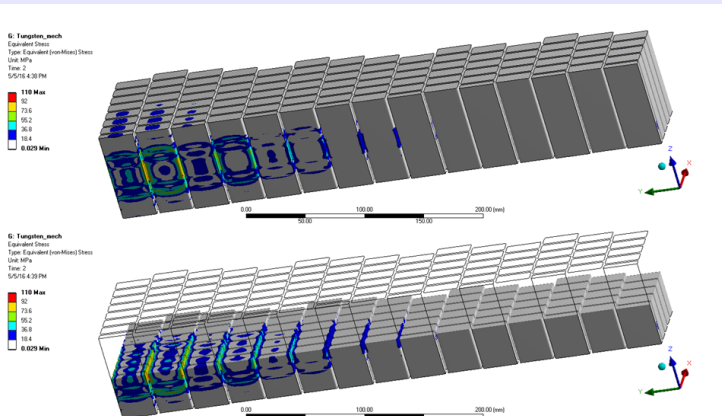 G: Tungsten_mech
Equivalent Stress
Type: Equivalent (von-Mises) Stress
Unit: MPa
Time: 2
5/5/16 4:38 PM
110 Max
92
73.6
55.2
36.8
18.4
0.029 Min
0.00
100.00
200.00 (mm)
50.00
150.00
Z
X
Y
G: Tungsten_mech
Equivalent Stress
Type: Equivalent (von-Mises) Stress
Unit: MPa
Time: 2
5/5/16 4:39 PM
110 Max
92
73.6
55.2
36.8
18.4
0.029 Min
Z
X
Y
0.00
100.00
200.00 (mm)